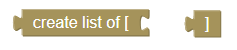 create list of [ ]